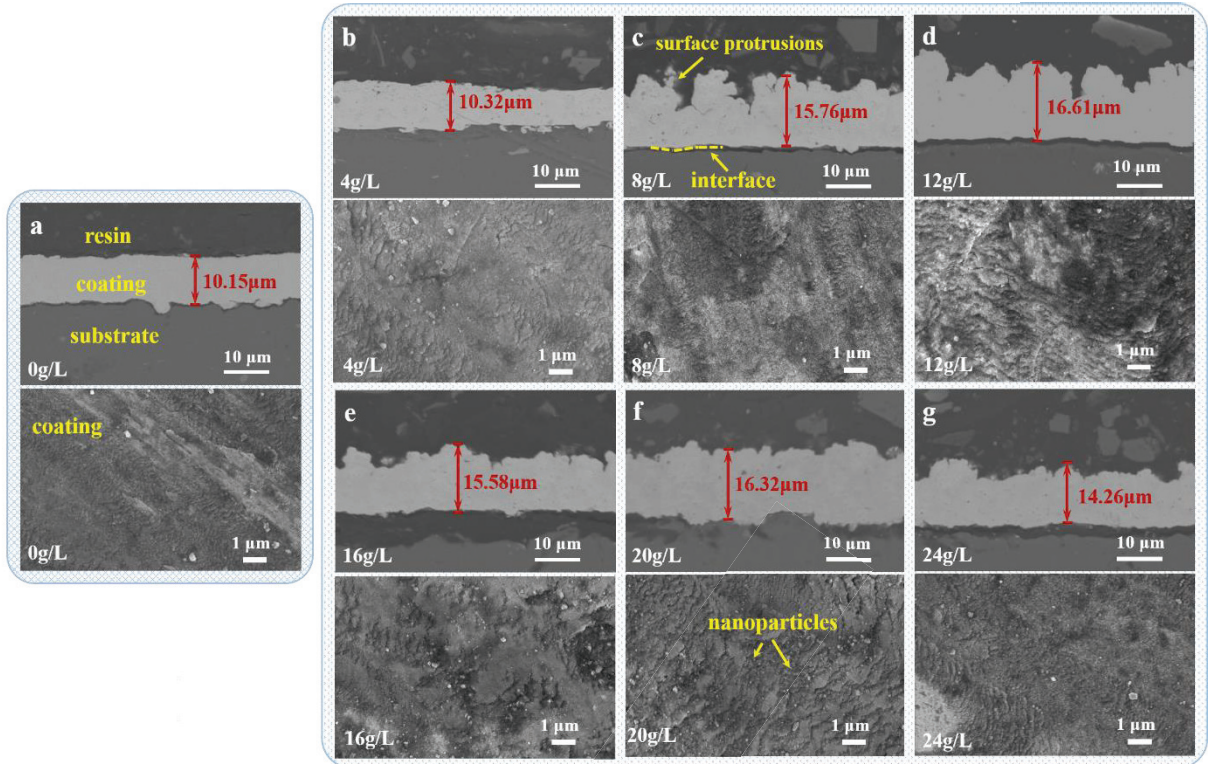 a
resin
coating
10.15μm
substrate
0g/L
10 μm
coating
0g/L
1 μm
b
10.32μm
4g/L
10 μm
4g/L
1 μm
c
surface protrusions
15.76μm
interface
8g/L
10 μm
8g/L
1 μm
d
16.61μm
12g/L
10 μm
12g/L
1 μm
e
15.58μm
16g/L
10 μm
16g/L
1 μm
f
16.32μm
20g/L
10 μm
nanoparticles
20g/L
1 μm
g
14.26μm
24g/L
10 μm
24g/L
1 μm